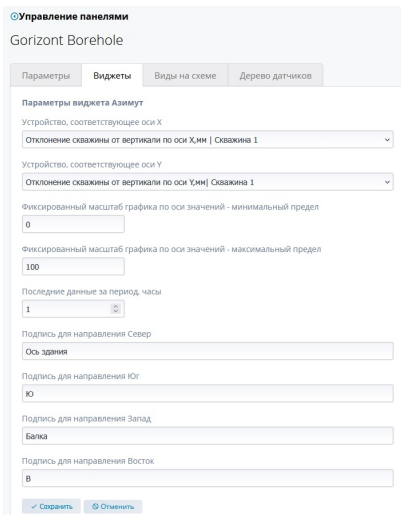 Управление панелями
Gorizont Borehole
Параметры Виджеты Виды на схеме Дерево датчиков
Параметры виджета Азимут
Устройство, соответствующее оси X
Отклонение скважины от вертикали по оси X,мм | Скважина 1
Устройство, соответствующее оси Y
Отклонение скважины от вертикали по оси Y,мм| Скважина 1
Фиксированный масштаб графика по оси значений - минимальный предел
0
Фиксированный масштаб графика по оси значений - максимальный предел
100
Последние данные за период, часы
1
Подпись для направления Север
Ось здания
Подпись для направления Юг
Ю
Подпись для направления Запад
Балка
Подпись для направления Восток
В
Сохранить Отменить